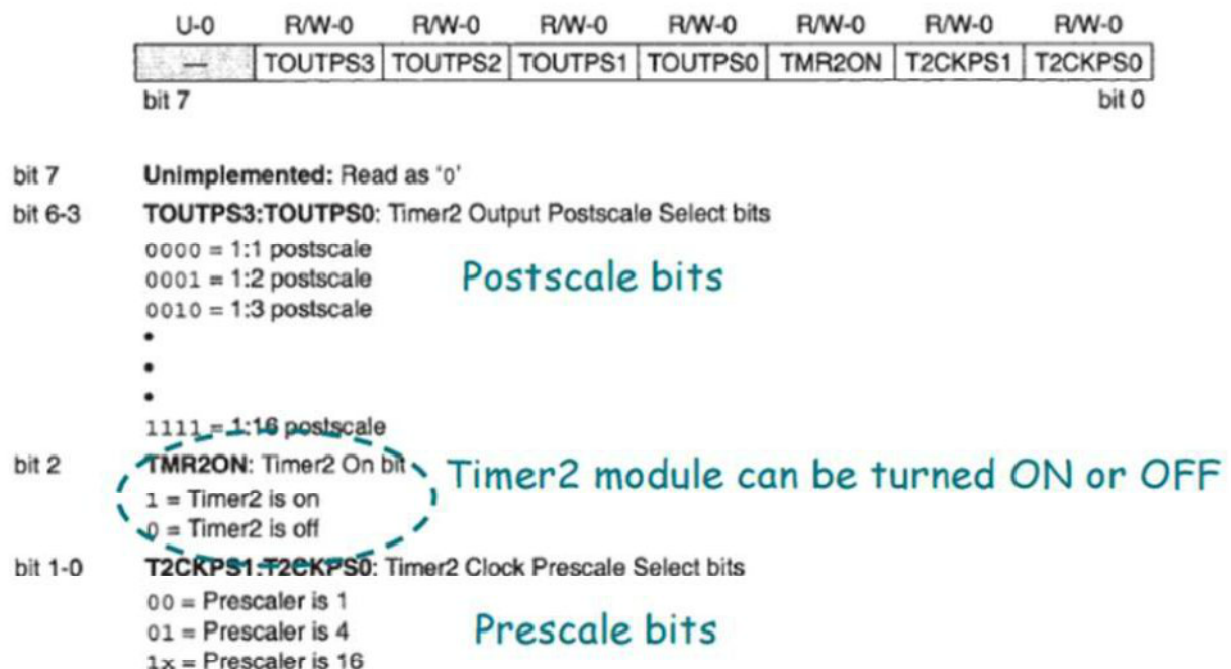 U-0 R/W-0 R/W-0 R/W-0 R/W-0 R/W-0 R/W-0 R/W-0
— TOUTPS3 TOUTPS2 TOUTPS1 TOUTPS0 TMR2ON T2CKPS1 T2CKPS0
bit 7 bit 0
bit 7 Unimplemented: Read as '0'
bit 6-3 TOUTPS3:TOUTPS0: Timer2 Output Postscale Select bits
0000 = 1:1 postscale
0001 = 1:2 postscale
0010 = 1:3 postscale
Postscale bits
•
•
•
1111 = 1:16 postscale
bit 2 TMR2ON: Timer2 On bit
1 = Timer2 is on
0 = Timer2 is off
Timer2 module can be turned ON or OFF
bit 1-0 T2CKPS1:T2CKPS0: Timer2 Clock Prescale Select bits
00 = Prescaler is 1
01 = Prescaler is 4
1x = Prescaler is 16
Prescale bits